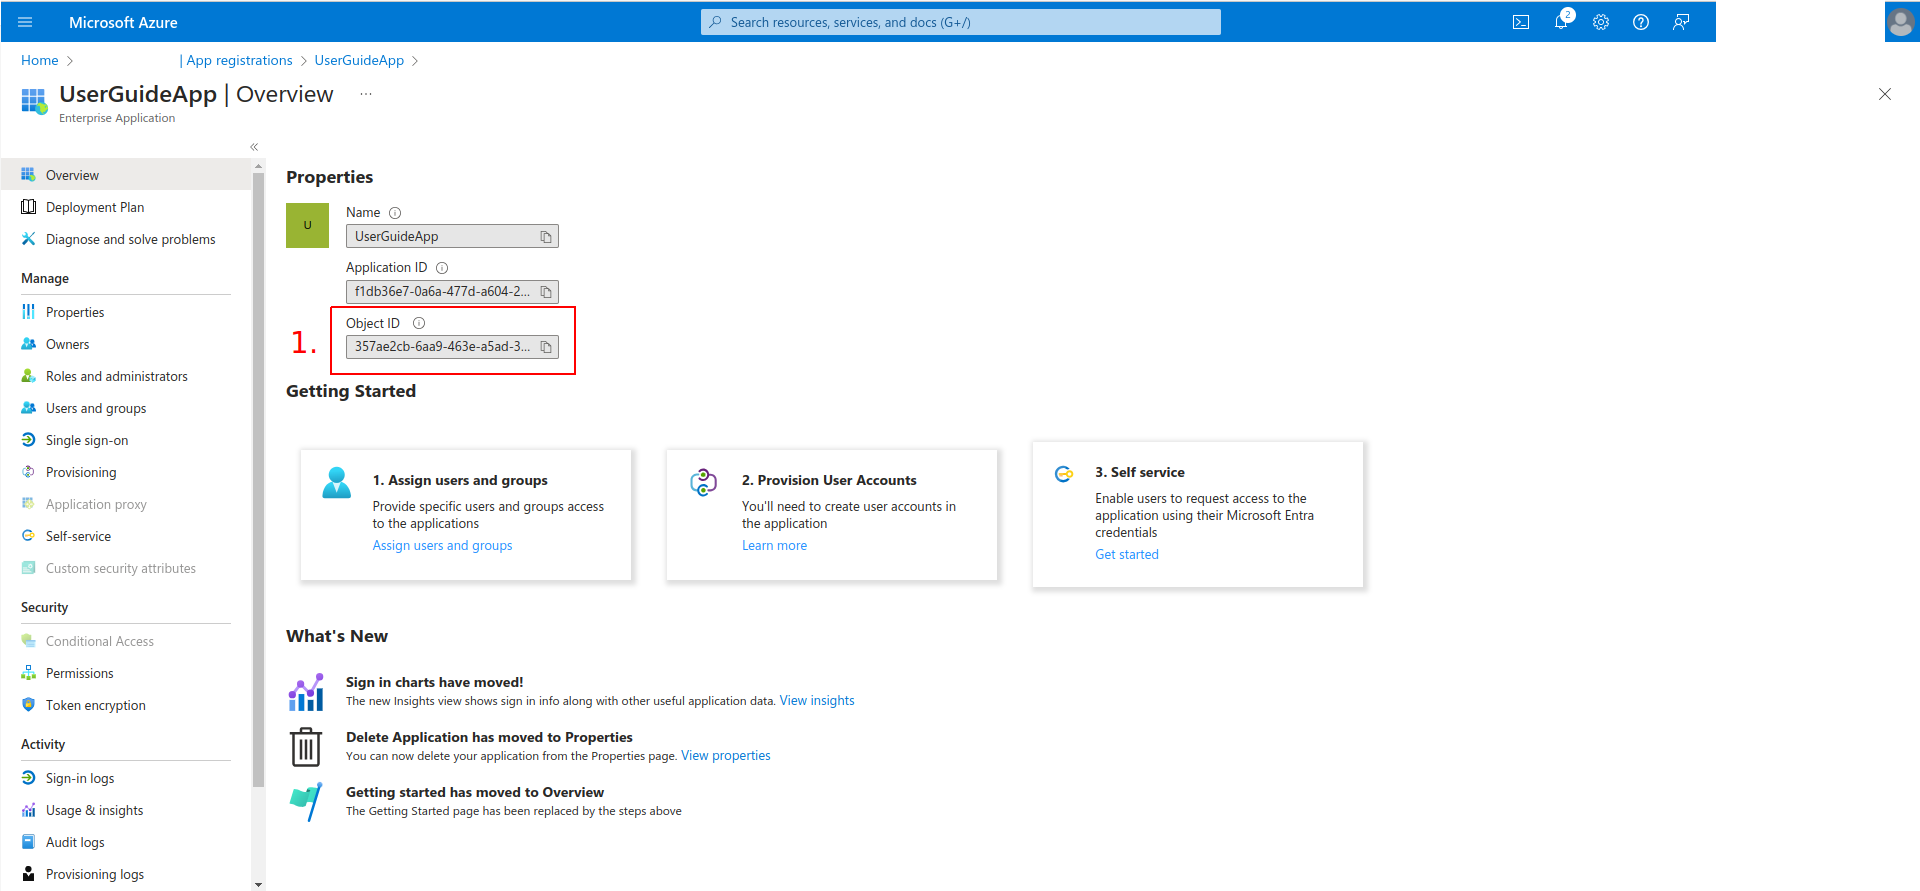 Microsoft Azure
Search resources, services, and docs (G+/)
2
Home > | App registrations > UserGuideApp >
UserGuideApp | Overview ...
Enterprise Application
«
Overview
Deployment Plan
Diagnose and solve problems
Manage
Properties
Owners
Roles and administrators
Users and groups
Single sign-on
Provisioning
Application proxy
Self-service
Custom security attributes
Security
Conditional Access
Permissions
Token encryption
Activity
Sign-in logs
Usage & insights
Audit logs
Provisioning logs
Properties
U
Name
UserGuideApp
Application ID
f1db36e7-0a6a-477d-a604-2...
1.
Object ID
357ae2cb-6aa9-463e-a5ad-3...
Getting Started
1. Assign users and groups
Provide specific users and groups access
to the applications
Assign users and groups
2. Provision User Accounts
You'll need to create user accounts in
the application
Learn more
3. Self service
Enable users to request access to the
application using their Microsoft Entra
credentials
Get started
What's New
Sign in charts have moved!
The new Insights view shows sign in info along with other useful application data. View insights
Delete Application has moved to Properties
You can now delete your application from the Properties page. View properties
Getting started has moved to Overview
The Getting Started page has been replaced by the steps above